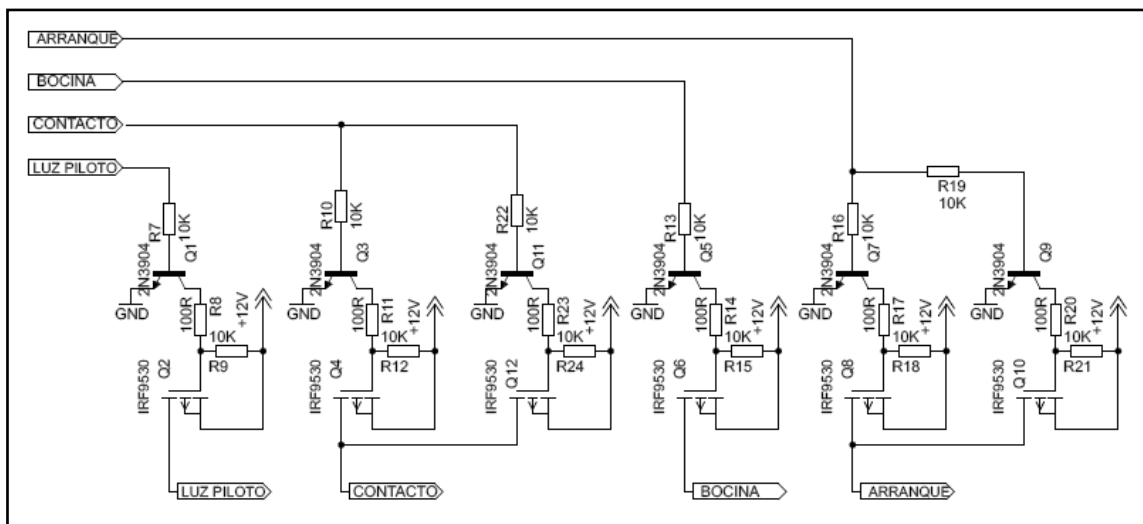 ARRANQUE
BOCINA
CONTACTO
LUZ PILOTO
R7
10K
R10
10K
R22
10K
R13
10K
R16
10K
R19
10K
2N3904
Q1
2N3904
Q3
2N3904
Q11
2N3904
Q5
2N3904
Q7
2N3904
Q9
GND
100R
R8
10K
+12V
R9
GND
100R
R11
10K
+12V
R12
GND
100R
R23
10K
+12V
R24
GND
100R
R14
10K
+12V
R15
GND
100R
R17
10K
+12V
R18
GND
100R
R20
10K
+12V
R21
IRF9530
Q2
IRF9530
Q4
IRF9530
Q12
IRF9530
Q6
IRF9530
Q8
IRF9530
Q10
LUZ PILOTO
CONTACTO
BOCINA
ARRANQUE